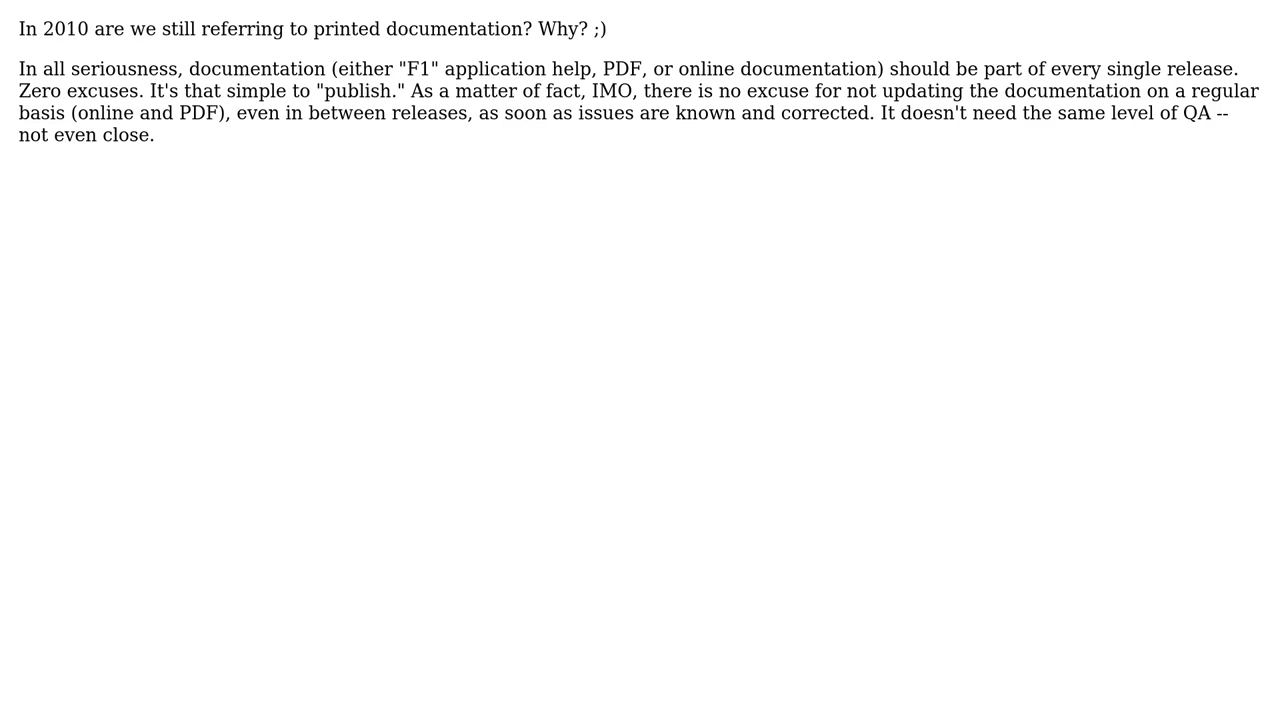 In 2010 are we still referring to printed documentation? Why? ;)
In all seriousness, documentation (either "F1" application help, PDF, or online documentation) should be part of every single release.
Zero excuses. It's that simple to "publish." As a matter of fact, IMO, there is no excuse for not updating the documentation on a regular
basis (online and PDF), even in between releases, as soon as issues are known and corrected. It doesn't need the same level of QA --
not even close.